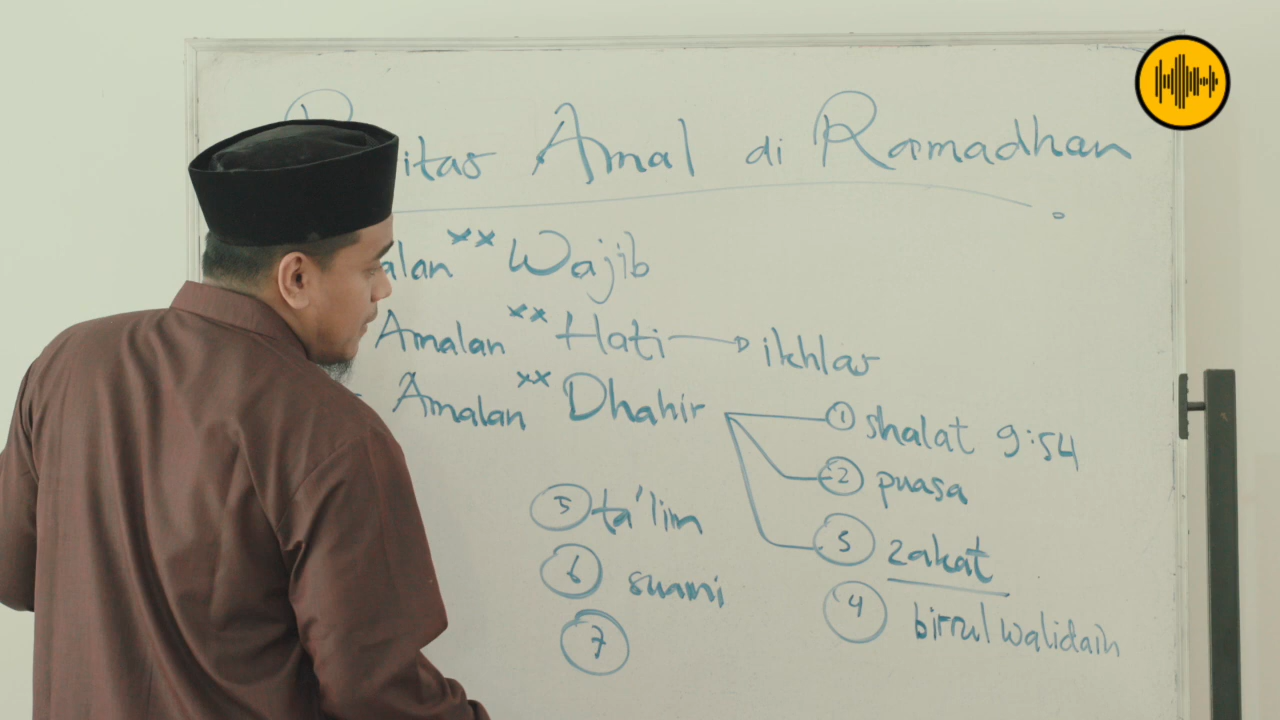 itas Amal di Ramadhan
alan Wajib
Amalan Hati ikhlas
Amalan Dhahir
1 shalat 9:54
2 puasa
3 zakat
4 birrul walidain
5 ta'lim
6 suami
7